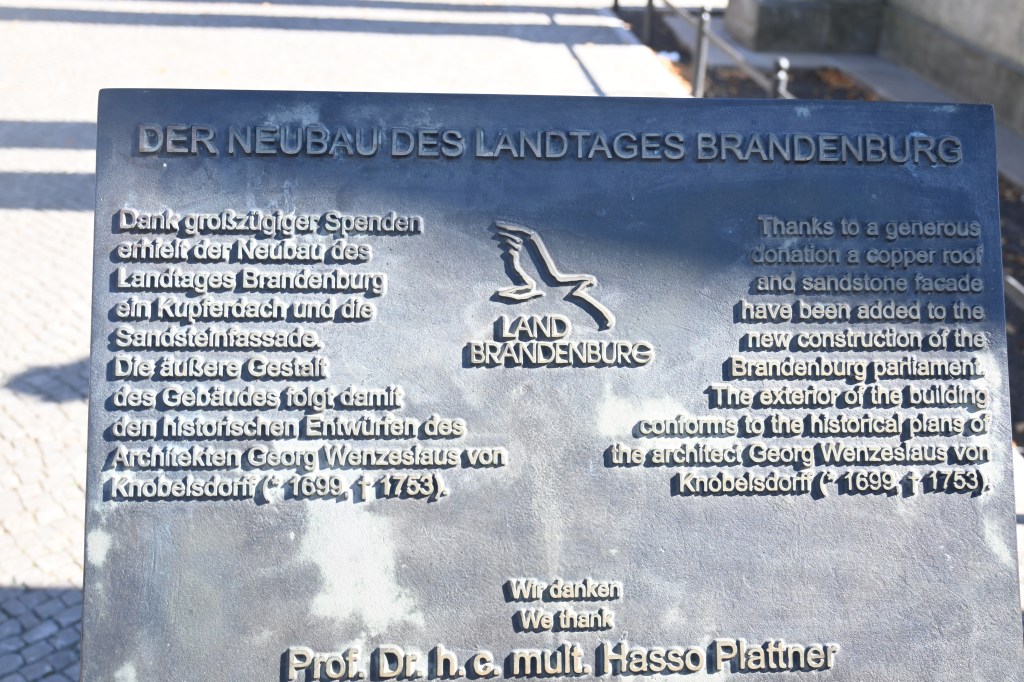 DER NEUBAU DES LANDTAGES BRANDENBURG
Dank großzügiger Spenden
erhielt der Neubau des
Landtages Brandenburg
ein Kupferdach und die
Sandsteinfassade.
Die äußere Gestalt
des Gebäudes folgt damit
den historischen Entwürfen des
Architekten Georg Wenzeslaus von
Knobelsdorff (* 1699, † 1753).
LAND
BRANDENBURG
Thanks to a generous
donation a copper roof
and sandstone facade
have been added to the
new construction of the
Brandenburg parliament.
The exterior of the building
conforms to the historical plans of
the architect Georg Wenzeslaus von
Knobelsdorff (* 1699, † 1753).
Wir danken
We thank
Prof. Dr. h. c. mult. Hasso Plattner